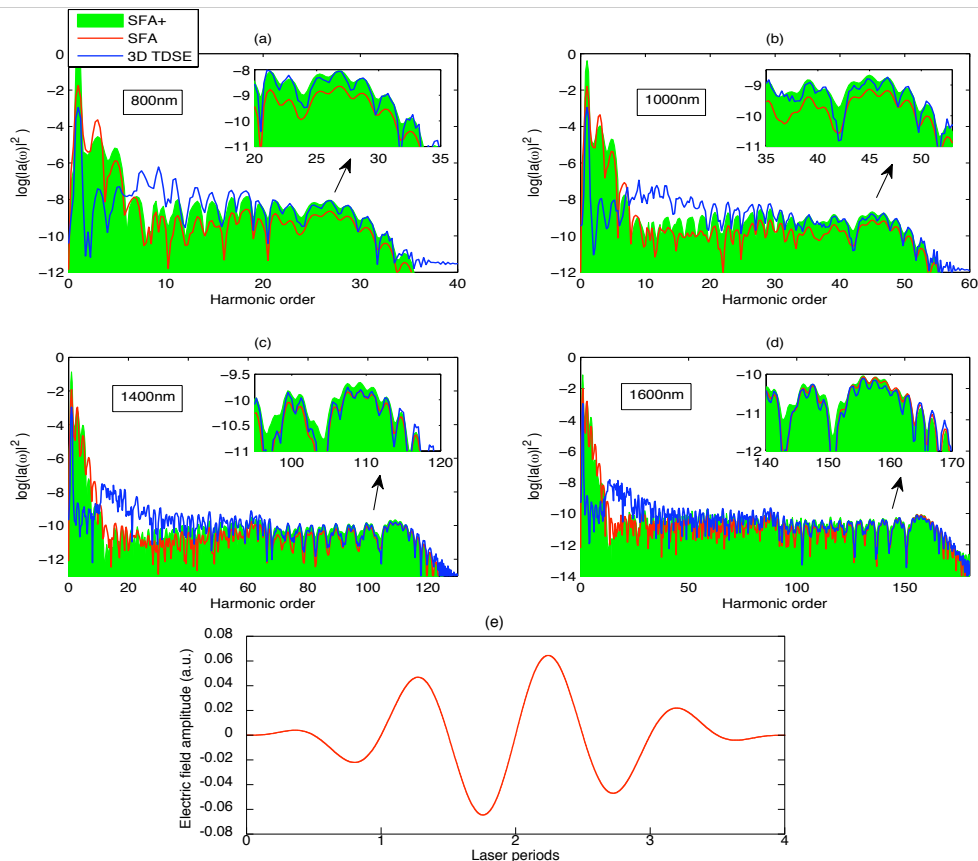 SFA+
SFA
3D TDSE
(a)
800nm
log(|a(ω)|² )
0
−2
−4
−6
−8
−10
−12
0 10 20 30 40
Harmonic order
−8
−9
−10
−11
20 25 30 35
(b)
1000nm
log(|a(ω)|² )
0
−2
−4
−6
−8
−10
−12
0 10 20 30 40 50 60
Harmonic order
−8
−9
−10
−11
35 40 45 50
(c)
1400nm
log(|a(ω)|² )
0
−2
−4
−6
−8
−10
−12
0 20 40 60 80 100 120
Harmonic order
−9.5
−10
−10.5
−11
100 110 120
(d)
1600nm
log(|a(ω)|² )
0
−2
−4
−6
−8
−10
−12
−14
0 50 100 150
Harmonic order
−10
−11
−12
140 150 160 170
(e)
Electric field amplitude (a.u.)
0.08
0.06
0.04
0.02
0
-0.02
-0.04
-0.06
-0.08
0 1 2 3 4
Laser periods